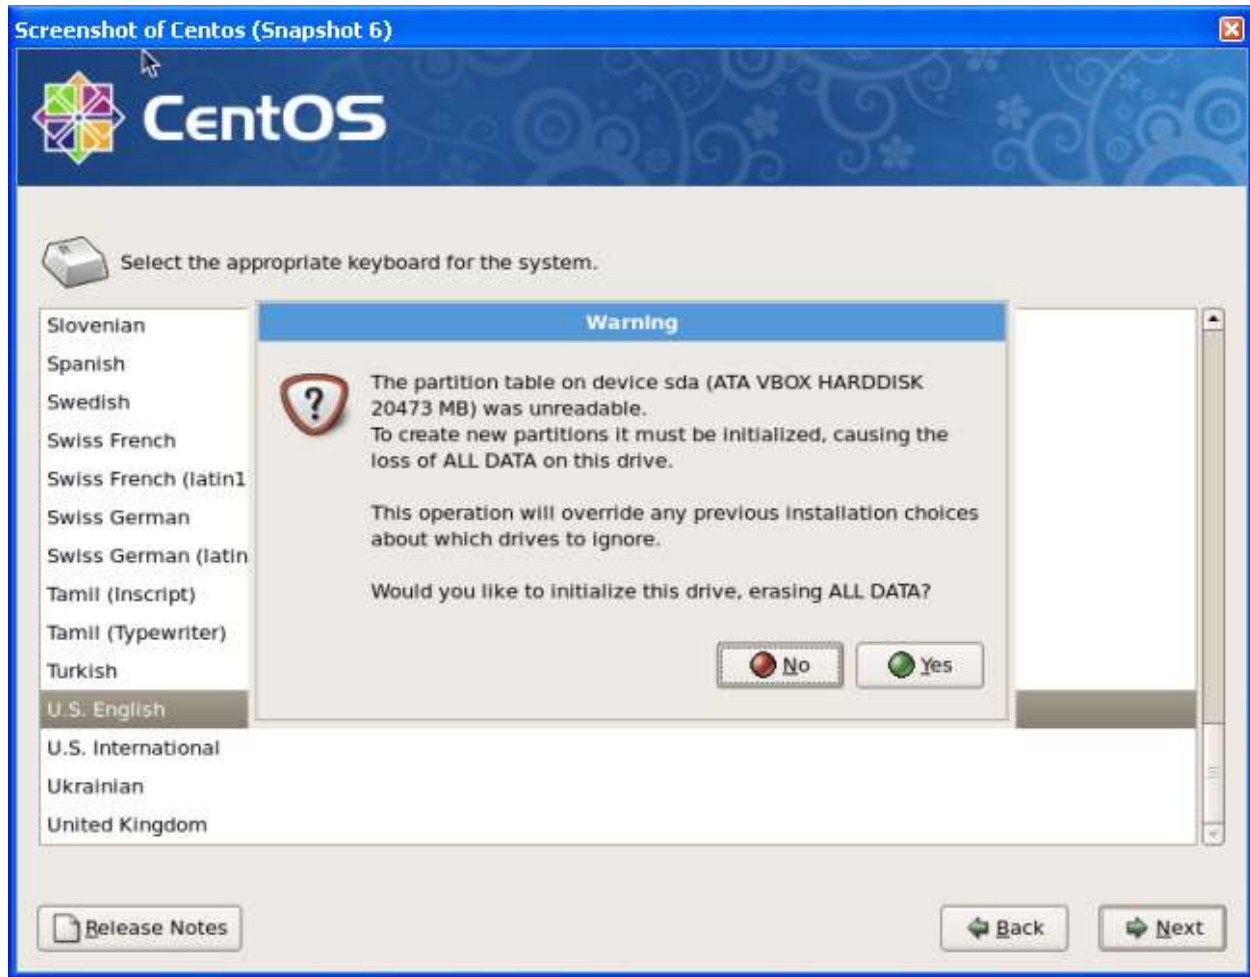 Screenshot of Centos (Snapshot 6)
CentOS
Select the appropriate keyboard for the system.
Slovenian
Spanish
Swedish
Swiss French
Swiss French (latin1
Swiss German
Swiss German (latin
Tamil (Inscript)
Tamil (Typewriter)
Turkish
U.S. English
U.S. International
Ukrainian
United Kingdom
Warning
The partition table on device sda (ATA VBOX HARDDISK
20473 MB) was unreadable.
To create new partitions it must be initialized, causing the
loss of ALL DATA on this drive.
This operation will override any previous installation choices
about which drives to ignore.
Would you like to initialize this drive, erasing ALL DATA?
No
Yes
Release Notes
Back
Next